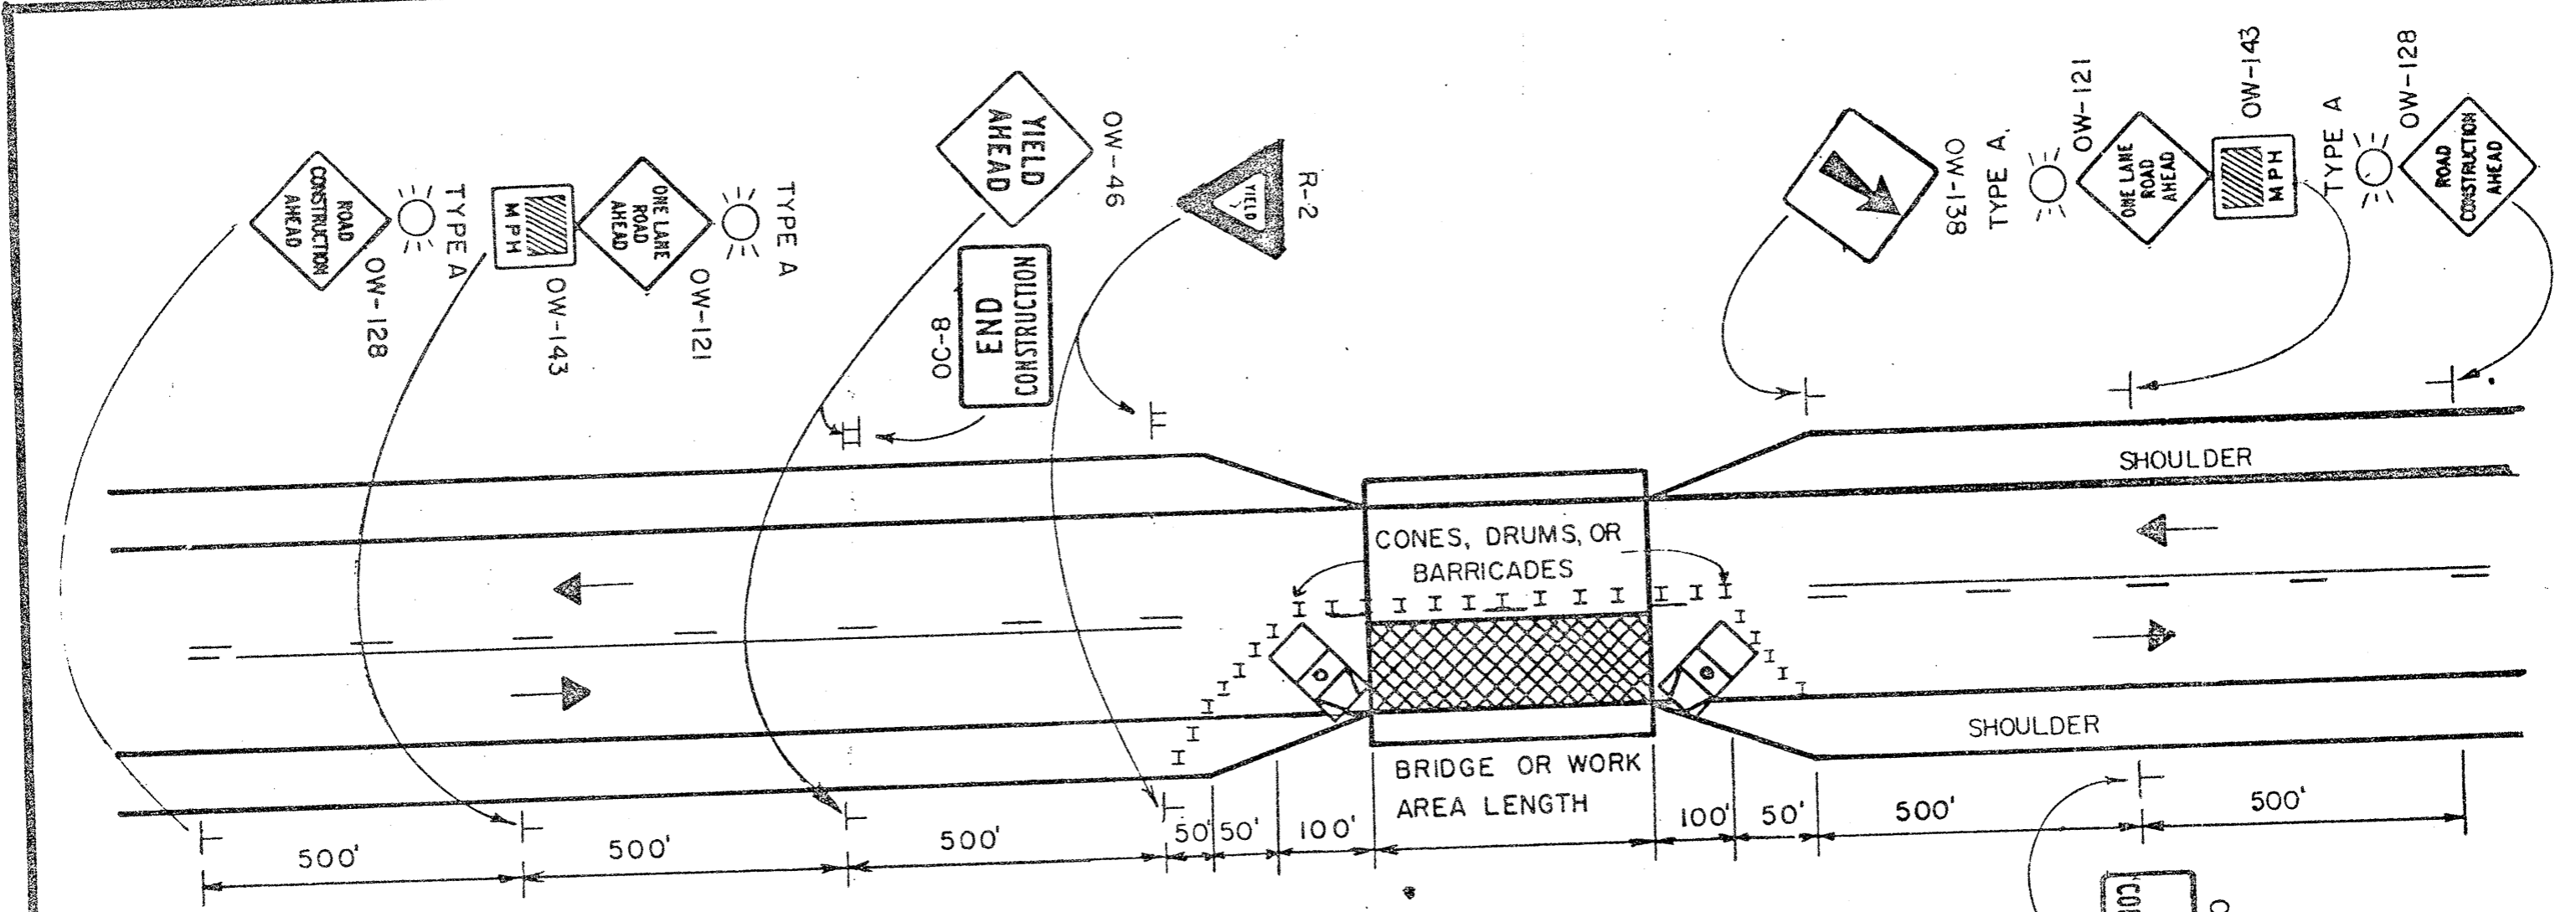 ROAD
CONSTRUCTION
AHEAD
OW-128
TYPE A
MPH
OW-143
ONE LANE
ROAD
AHEAD
OW-121
TYPE A
YIELD
AHEAD
OW-46
END
CONSTRUCTION
OC-8
YIELD
R-2
OW-138
TYPE A.
OW-121
ONE LANE
ROAD
AHEAD
OW-143
MPH
TYPE A
OW-128
ROAD
CONSTRUCTION
AHEAD
SHOULDER
CONES, DRUMS, OR
BARRICADES
SHOULDER
BRIDGE OR WORK
AREA LENGTH
500'
500'
500'
50'
50'
100'
100'
50'
500'
500'